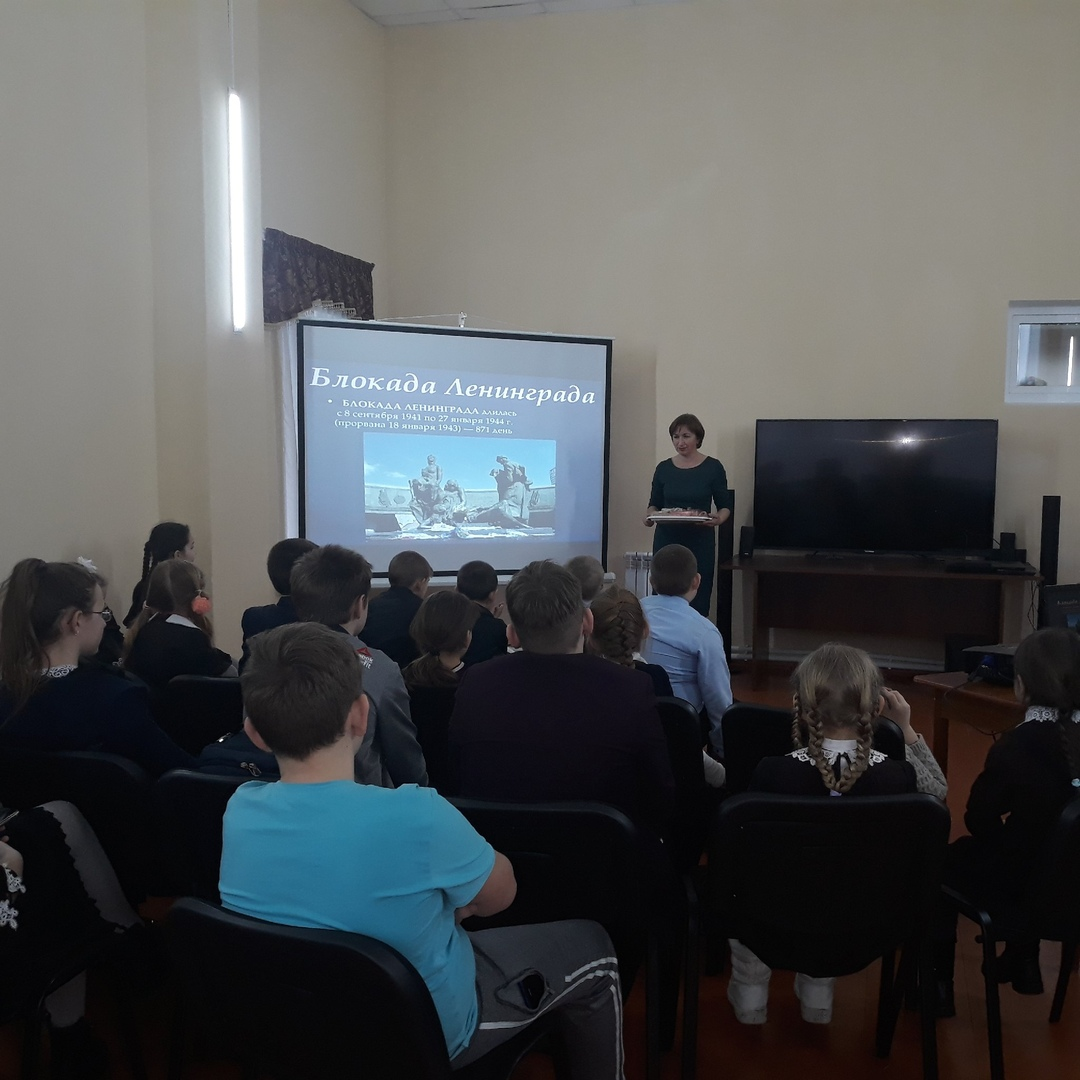 Блокада Ленинграда
• БЛОКАДА ЛЕНИНГРАДА длилась
с 8 сентября 1941 по 27 января 1944 г.
(прорвана 18 января 1943) — 871 день